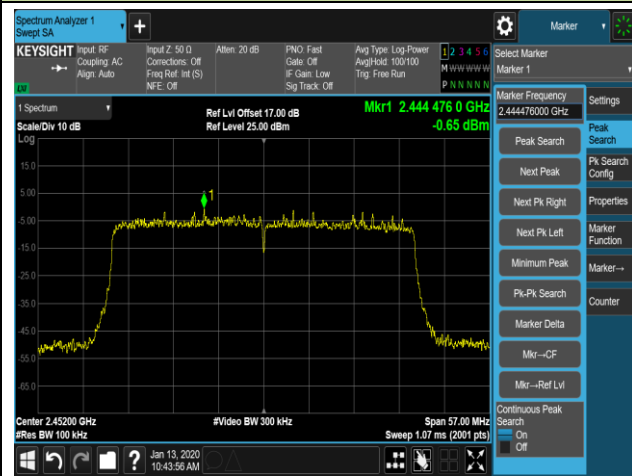 Spectrum Analyzer 1
Swept SA
+
Marker
KEYSIGHT
Input: RF
Coupling: AC
Align: Auto
Input Z: 50 Ω
Corrections: Off
Freq Ref: Int (S)
NFE: Off
Atten: 20 dB
PNO: Fast
Gate: Off
IF Gain: Low
Sig Track: Off
Avg Type: Log-Power
Avg|Hold: 100/100
Trig: Free Run
1 2 3 4 5 6
M W W W W W
P N N N N N
Select Marker
Marker 1
1 Spectrum
Scale/Div 10 dB
Ref Lvl Offset 17.00 dB
Ref Level 25.00 dBm
Mkr1 2.444 476 0 GHz
-0.65 dBm
Log
15.0
5.00
-5.00
-15.0
-25.0
-35.0
-45.0
-55.0
-65.0
1
Center 2.45200 GHz
#Res BW 100 kHz
#Video BW 300 kHz
Span 57.00 MHz
Sweep 1.07 ms (2001 pts)
Marker Frequency
2.444476000 GHz
Peak Search
Next Peak
Next Pk Right
Next Pk Left
Minimum Peak
Pk-Pk Search
Marker Delta
Mkr→CF
Mkr→Ref Lvl
Continuous Peak
Search
On
Off
Settings
Peak
Search
Pk Search
Config
Properties
Marker
Function
Marker→
Counter
?
Jan 13, 2020
10:43:56 AM